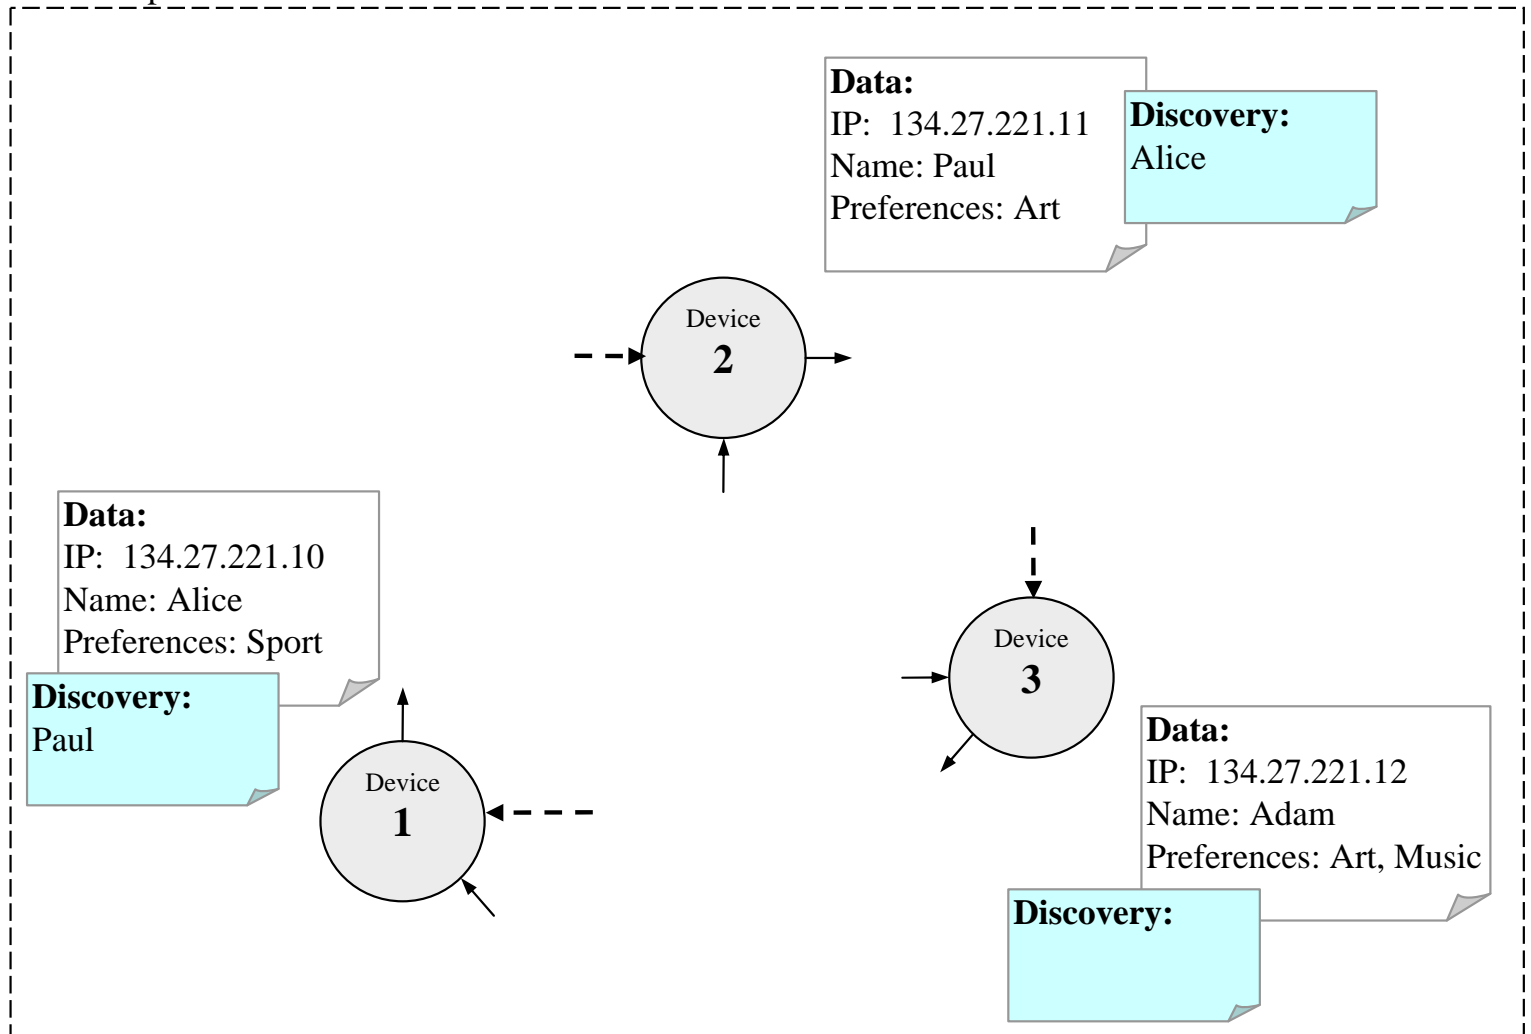 Data:
IP: 134.27.221.11
Name: Paul
Preferences: Art
Discovery:
Alice
Device
2
Data:
IP: 134.27.221.10
Name: Alice
Preferences: Sport
Discovery:
Paul
Device
1
Device
3
Data:
IP: 134.27.221.12
Name: Adam
Preferences: Art, Music
Discovery: